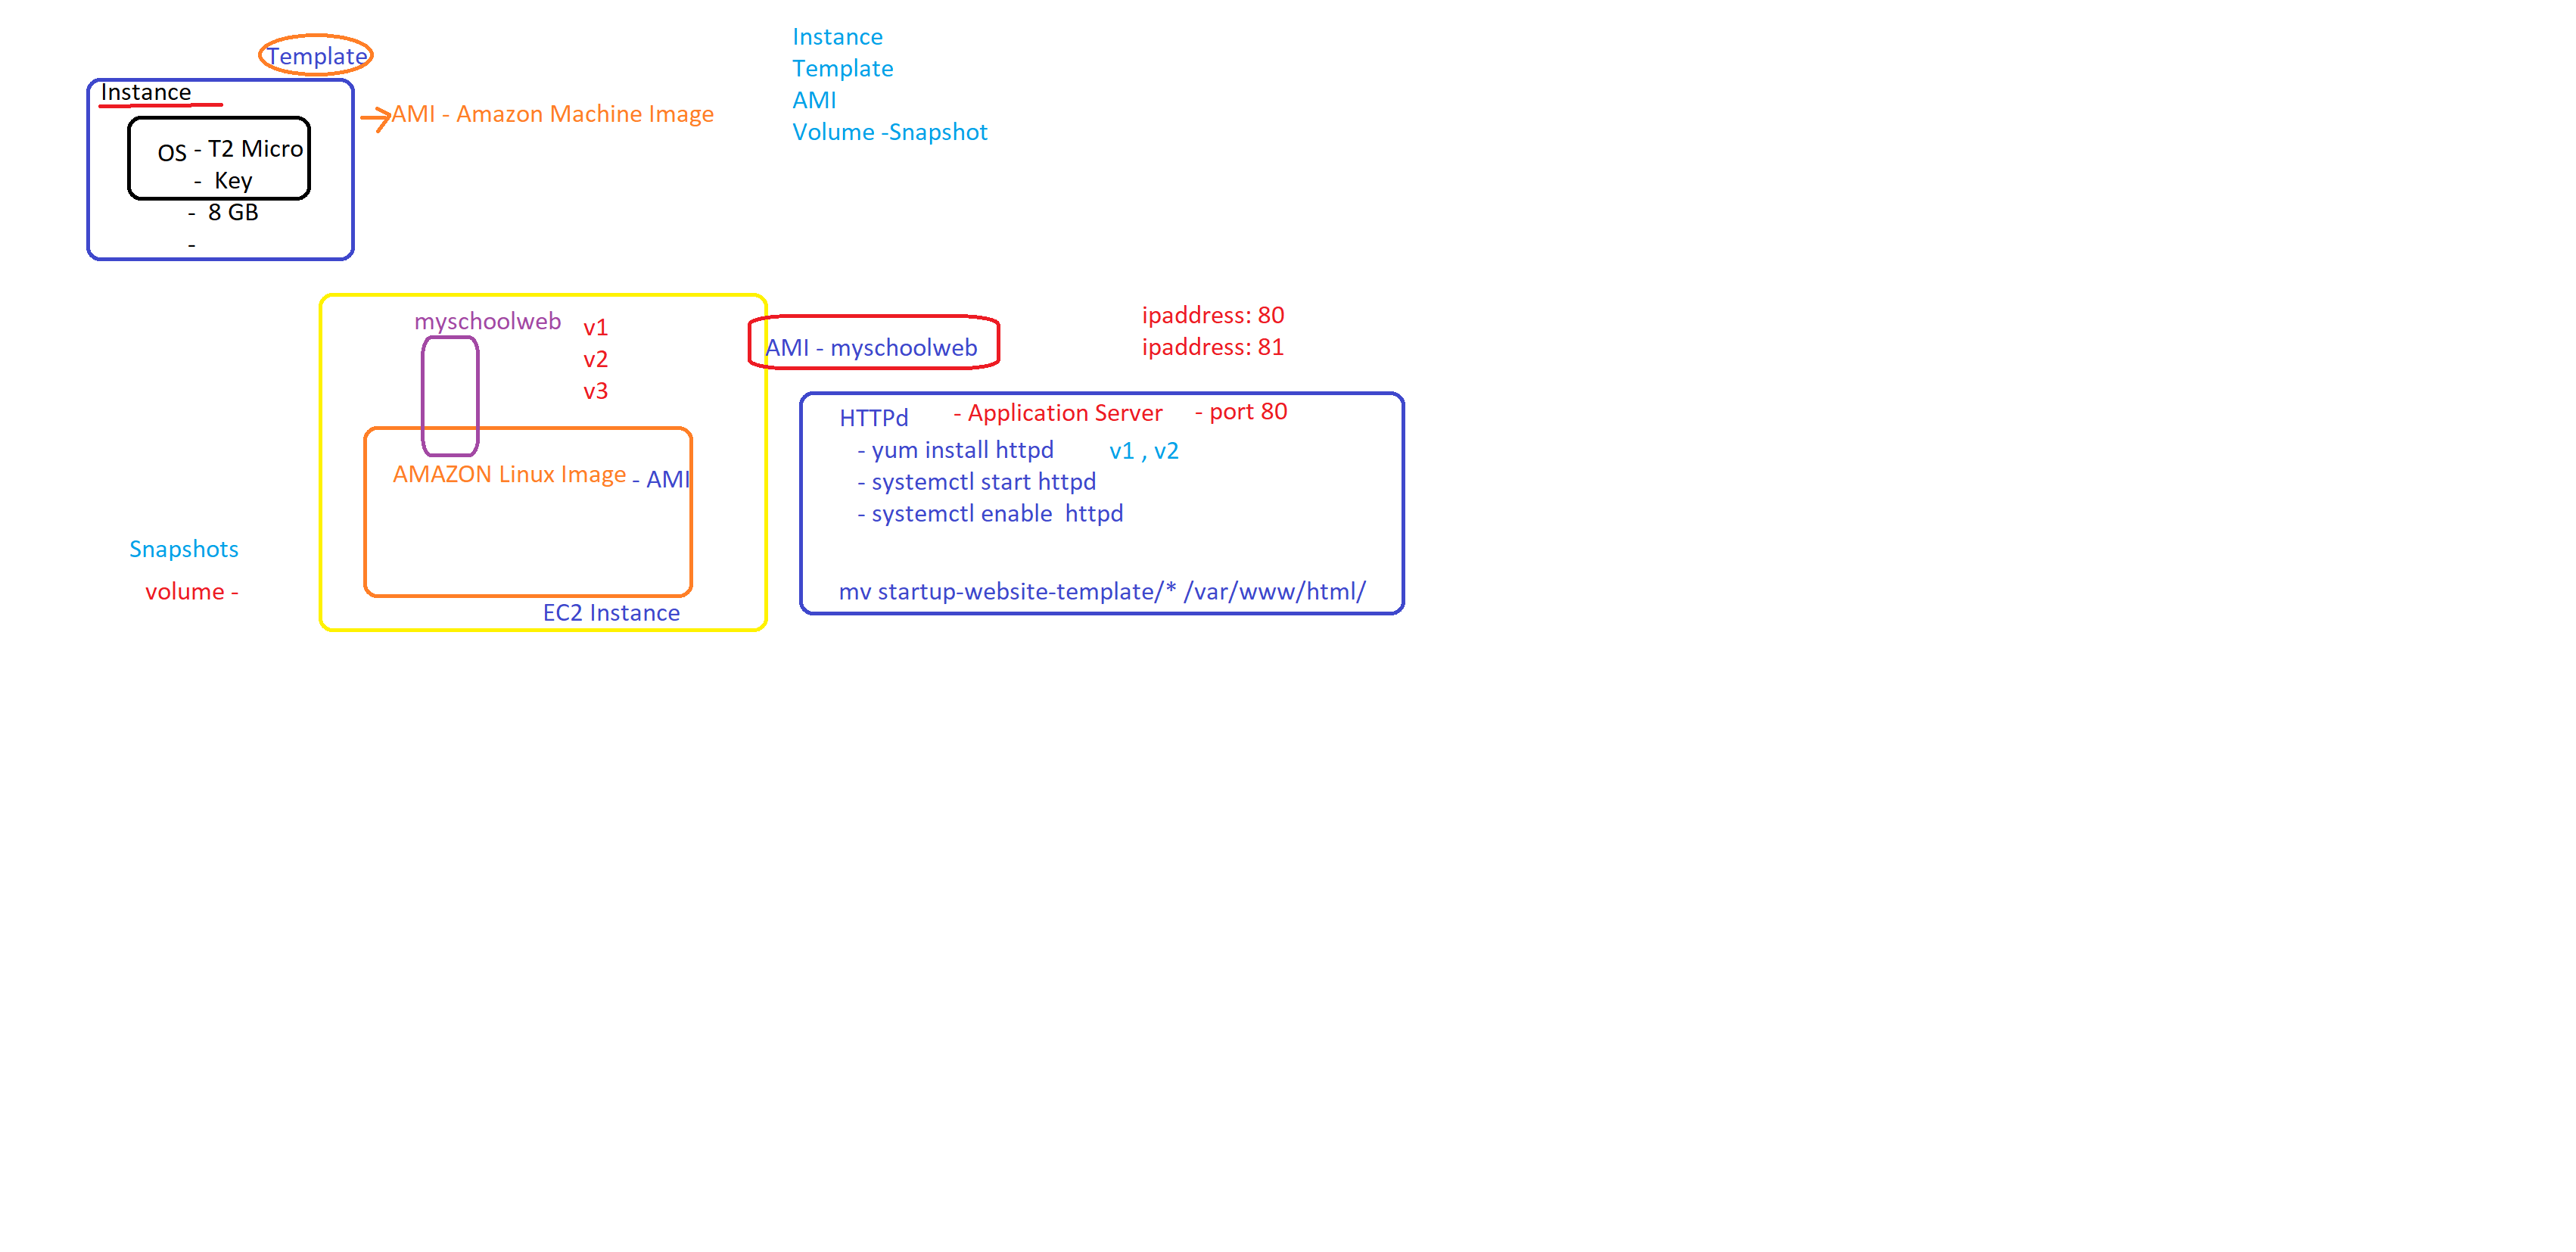 Template
Instance
OS - T2 Micro
- Key
- 8 GB
-
AMI - Amazon Machine Image
Instance
Template
AMI
Volume -Snapshot
myschoolweb
v1
v2
v3
AMAZON Linux Image - AMI
EC2 Instance
Snapshots
volume -
AMI - myschoolweb
ipaddress: 80
ipaddress: 81
HTTPd - Application Server - port 80
- yum install httpd v1 , v2
- systemctl start httpd
- systemctl enable httpd
mv startup-website-template/* /var/www/html/